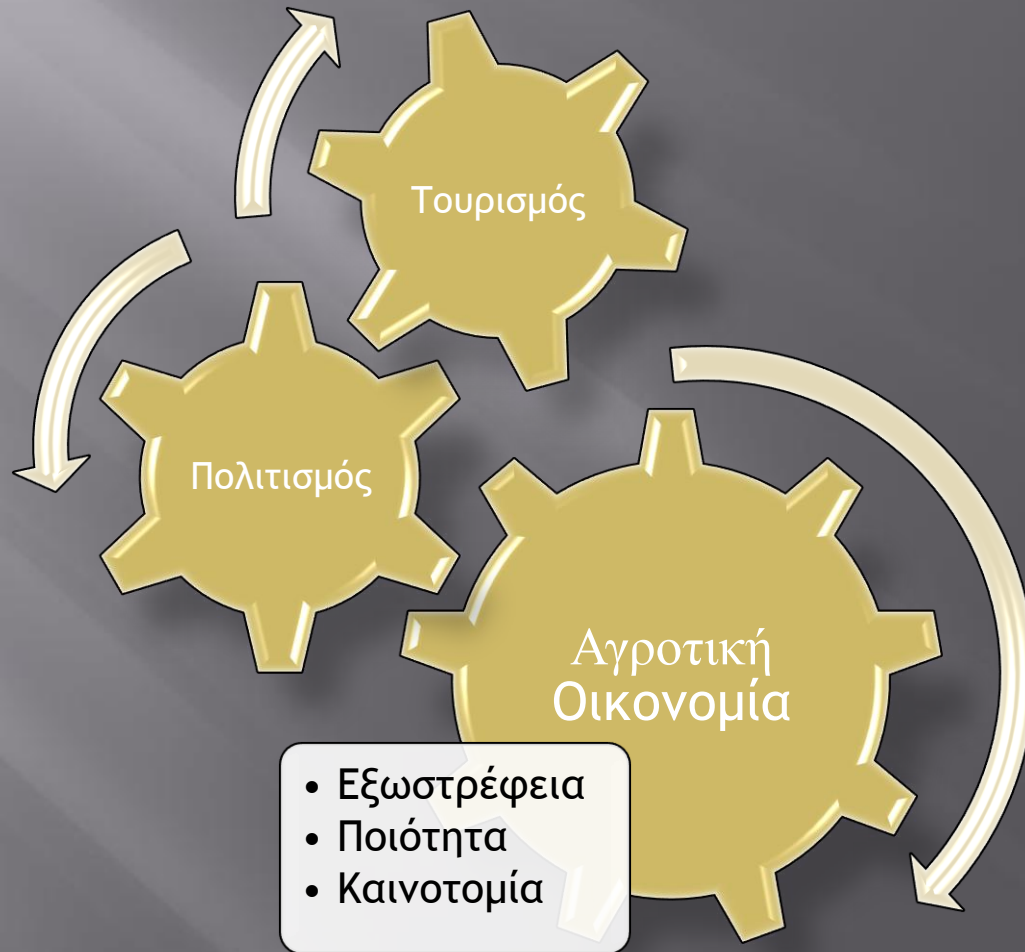 Τουρισμός
Πολιτισμός
Αγροτική
Οικονομία
• Εξωστρέφεια
• Ποιότητα
• Καινοτομία